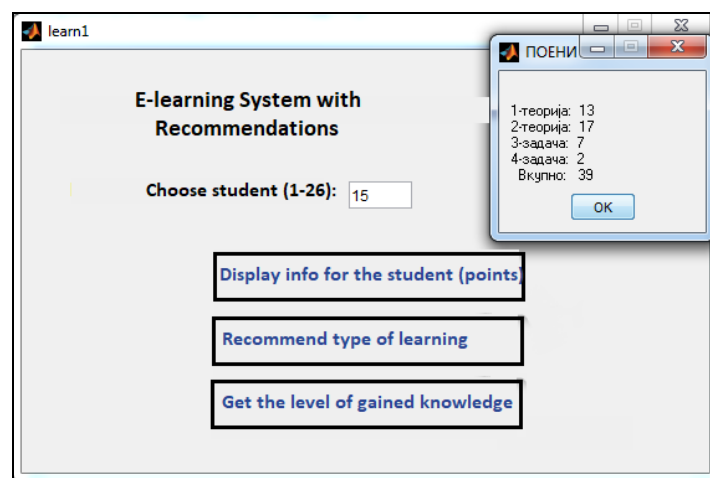 learn1
E-learning System with
Recommendations
Choose student (1-26): 15
Display info for the student (points)
Recommend type of learning
Get the level of gained knowledge
ПОЕНИ
1-теорија: 13
2-теорија: 17
3-задача: 7
4-задача: 2
Вкупно: 39
OK